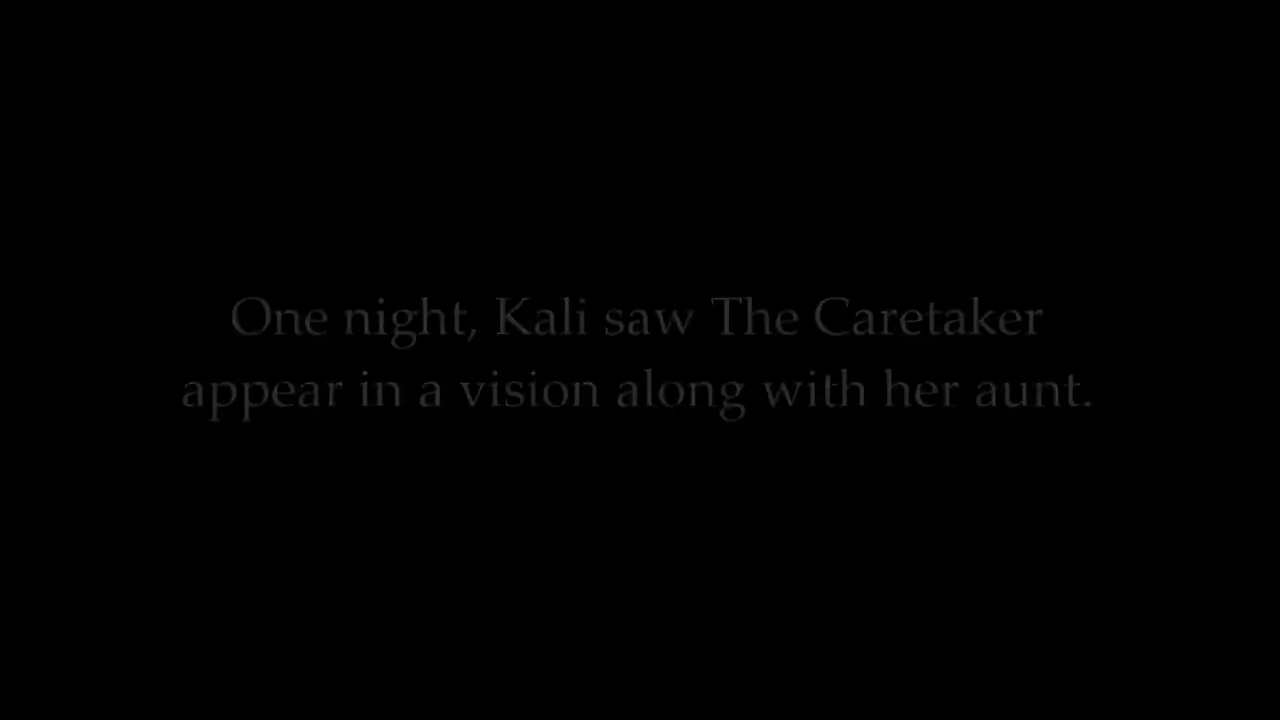 One night, Kali saw The Caretaker
appear in a vision along with her aunt.